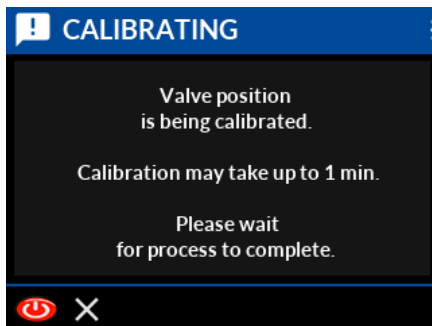 CALIBRATING
Valve position
is being calibrated.
Calibration may take up to 1 min.
Please wait
for process to complete.